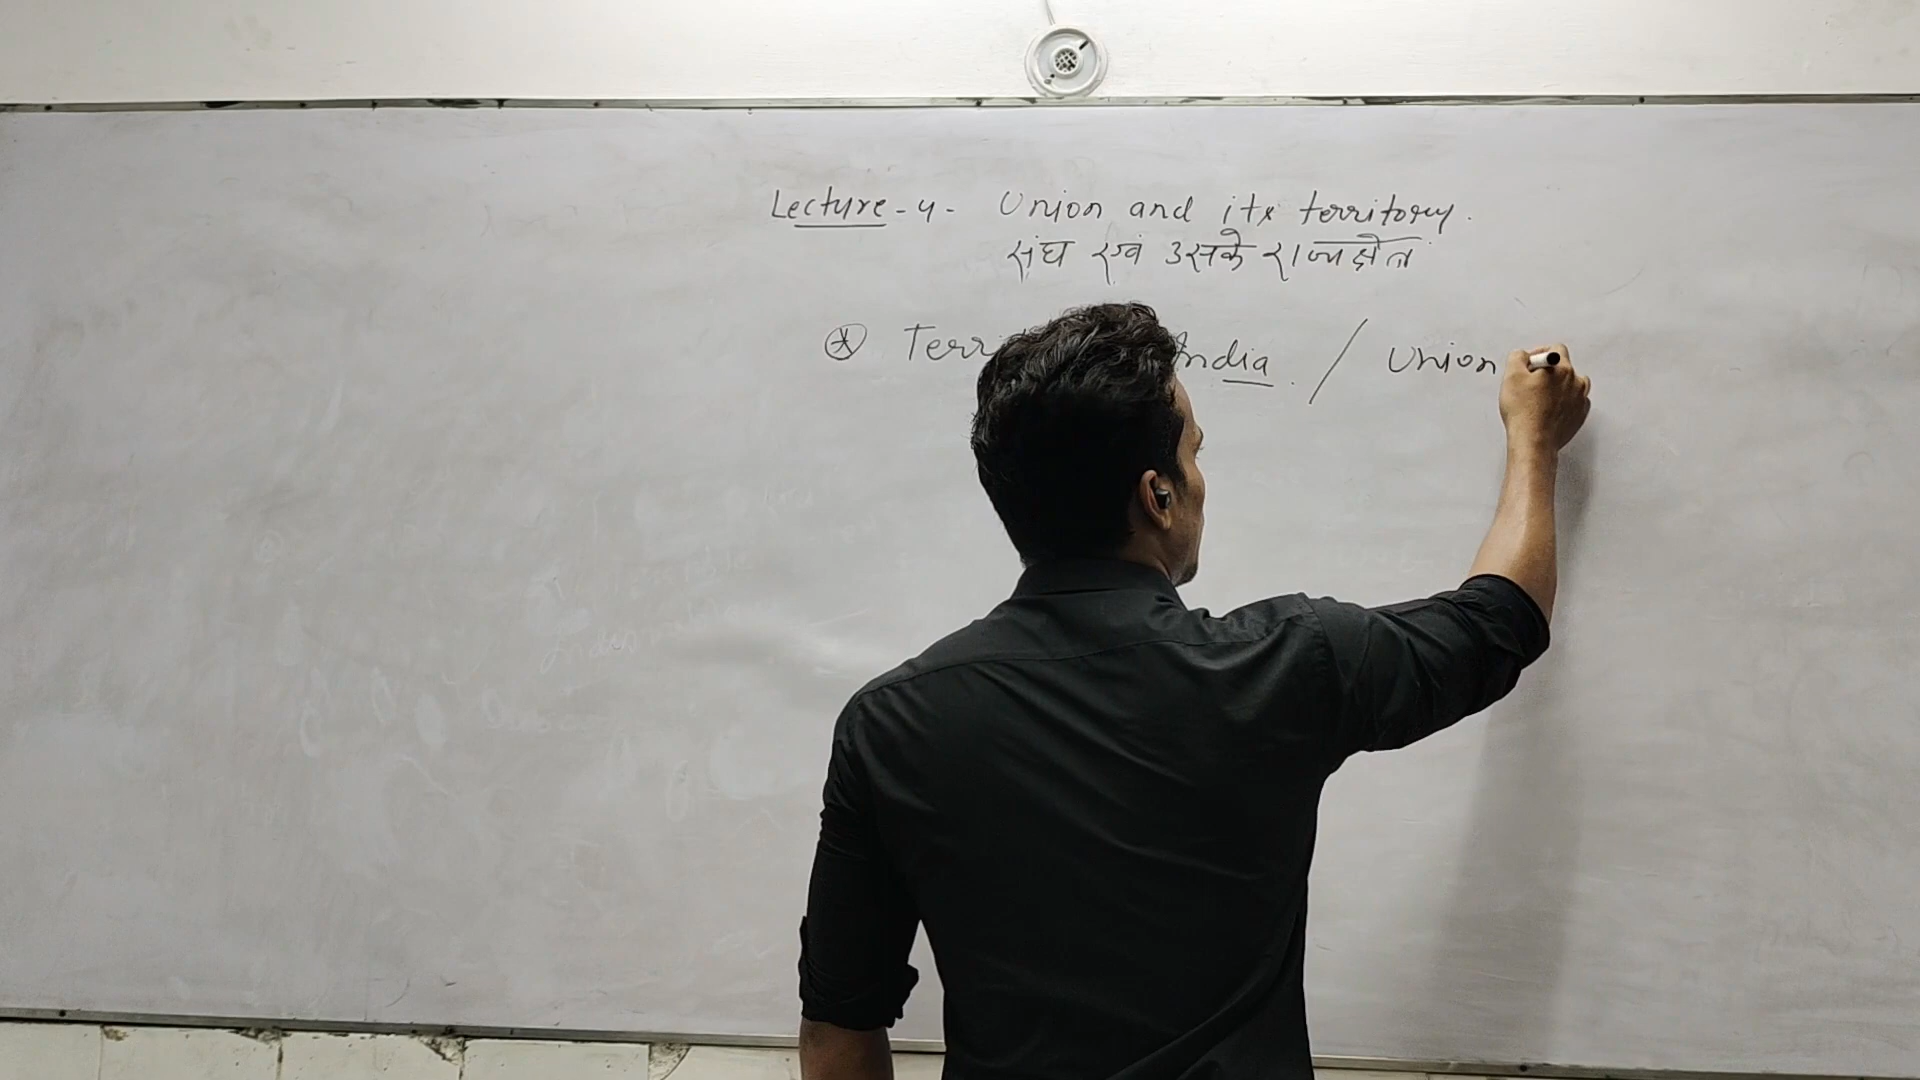 Lecture-4- Union and its territory.
संघ एवं उसके राज्यक्षेत्र
India. / Union